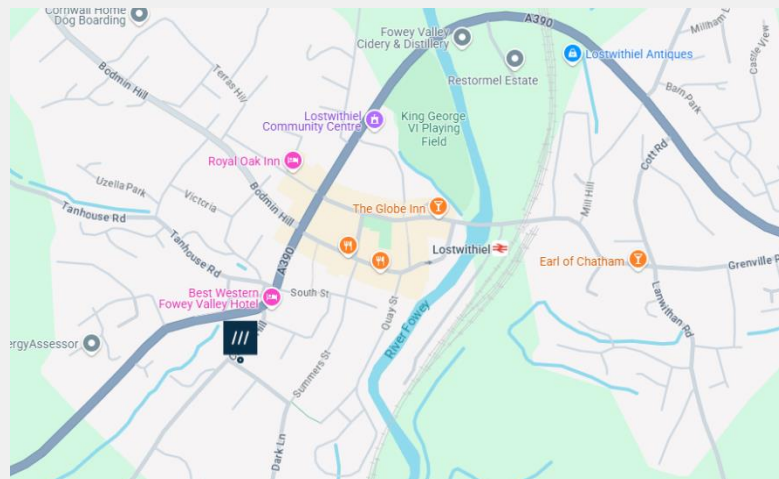 Cornwall Home
Dog Boarding
A390
Fowey Valley
Cidery & Distillery
Lostwithiel Antiques
Restormel Estate
Castle View
Barn Park
Bodmin Hill
Terras Hill
Lostwithiel
Community Centre
King George
VI Playing
Field
Cott Rd
Royal Oak Inn
Uzella Park
Victoria
Bodmin Hill
Mill Hill
The Globe Inn
Tanhouse Rd
Tanhouse Rd
Lostwithiel
Earl of Chatham
Grenville
A390
Best Western
Fowey Valley Hotel
South St
Quay St
River Fowey
Lanwithan Rd
ergyAssessor
Hill
Summers St
Dark Ln